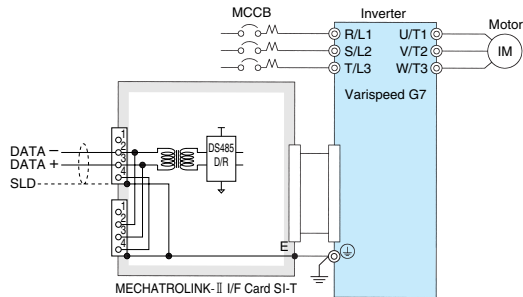 MCCB
Inverter
Motor
R/L1 U/T1
S/L2 V/T2
T/L3 W/T3
IM
Varispeed G7
1
2
3
4
DATA −
DATA +
SLD
DS485
D/R
1
2
3
4
E
MECHATROLINK-Ⅱ I/F Card SI-T